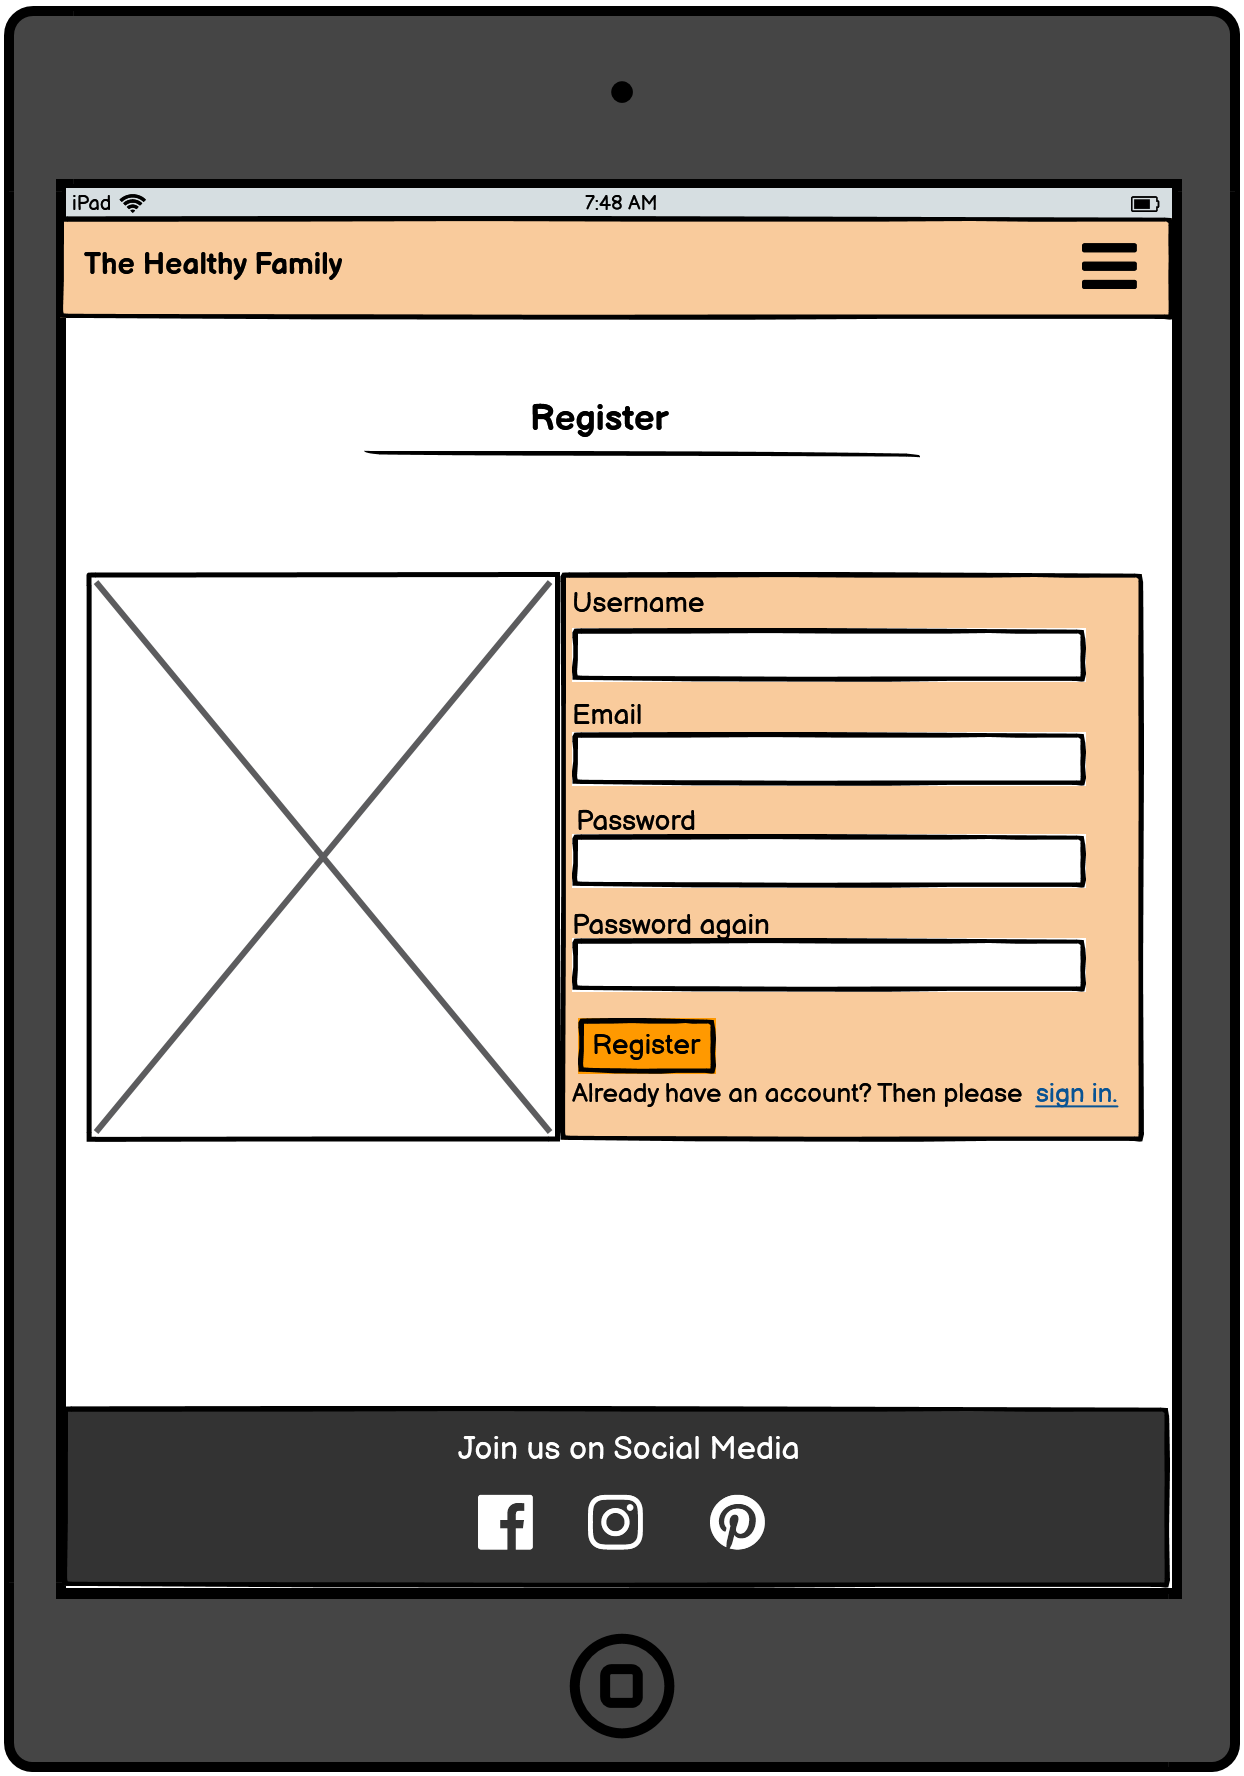 iPad
7:48 AM
The Healthy Family
Register
Username
Email
Password
Password again
Register
Already have an account? Then please sign in.
Join us on Social Media